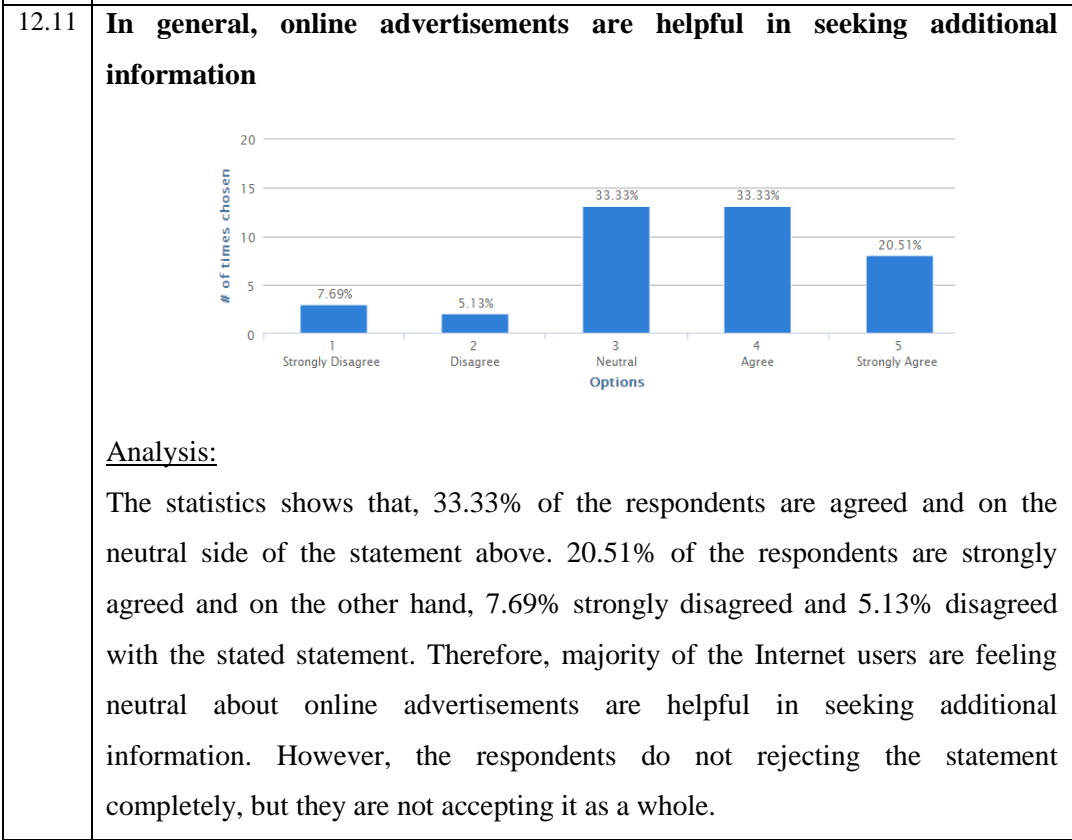 12.11 In general, online advertisements are helpful in seeking additional
information
20
15
10
5
0
# of times chosen
7.69%
5.13%
33.33%
33.33%
20.51%
1
Strongly Disagree
2
Disagree
3
Neutral
4
Agree
5
Strongly Agree
Options
Analysis:
The statistics shows that, 33.33% of the respondents are agreed and on the
neutral side of the statement above. 20.51% of the respondents are strongly
agreed and on the other hand, 7.69% strongly disagreed and 5.13% disagreed
with the stated statement. Therefore, majority of the Internet users are feeling
neutral about online advertisements are helpful in seeking additional
information. However, the respondents do not rejecting the statement
completely, but they are not accepting it as a whole.